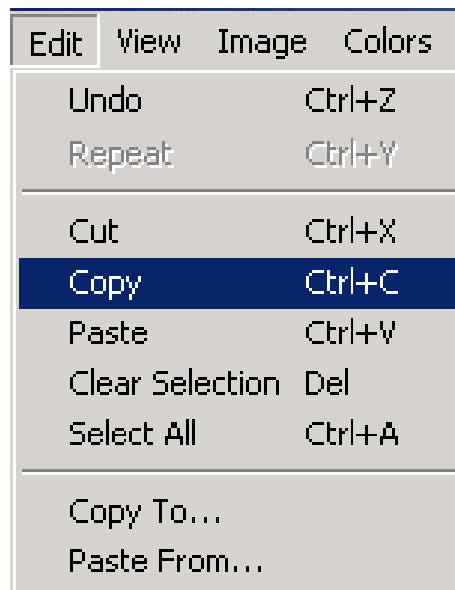 Edit View Image Colors
Undo Ctrl+Z
Repeat Ctrl+Y
Cut Ctrl+X
Copy Ctrl+C
Paste Ctrl+V
Clear Selection Del
Select All Ctrl+A
Copy To...
Paste From...